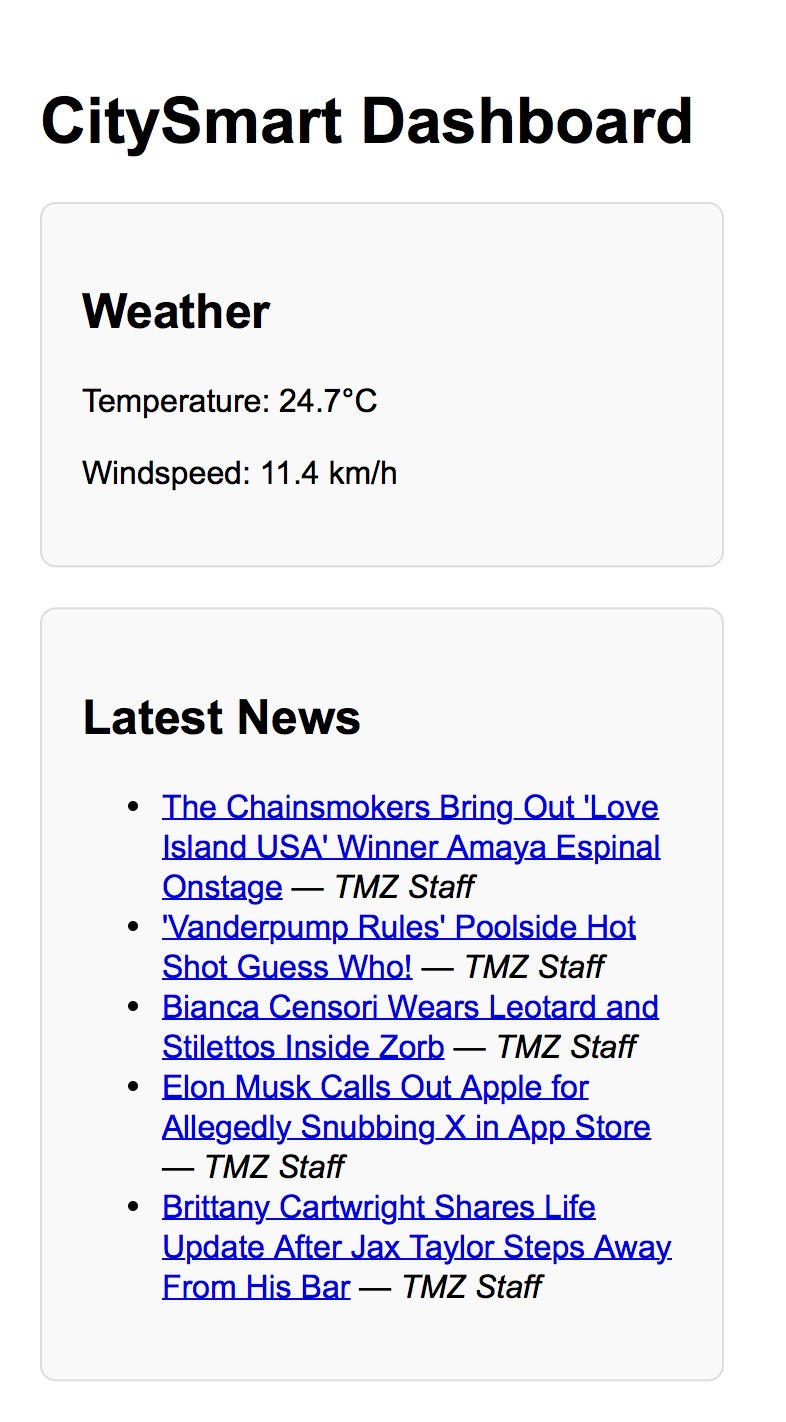 CitySmart Dashboard
Weather
Temperature: 24.7°C
Windspeed: 11.4 km/h
Latest News
• The Chainsmokers Bring Out 'Love
Island USA' Winner Amaya Espinal
Onstage — TMZ Staff
• 'Vanderpump Rules' Poolside Hot
Shot Guess Who! — TMZ Staff
• Bianca Censori Wears Leotard and
Stilettos Inside Zorb — TMZ Staff
• Elon Musk Calls Out Apple for
Allegedly Snubbing X in App Store
— TMZ Staff
• Brittany Cartwright Shares Life
Update After Jax Taylor Steps Away
From His Bar — TMZ Staff